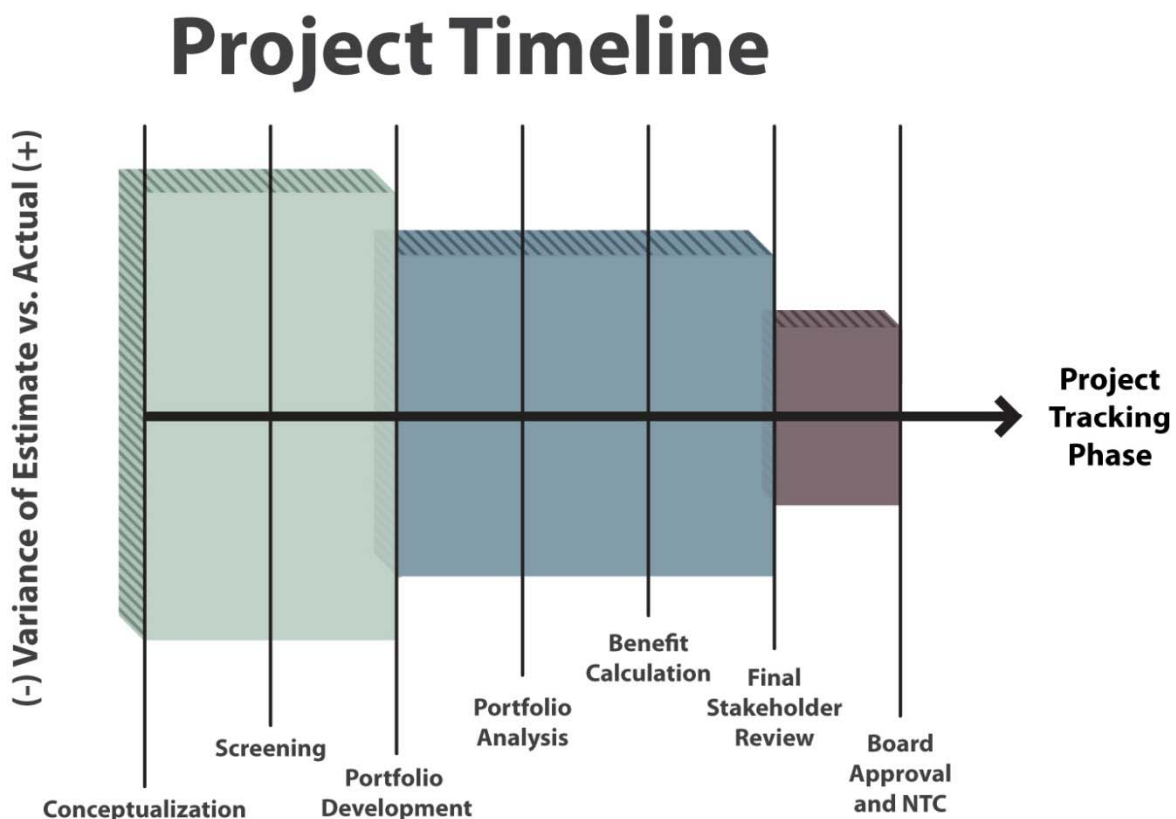 Project Timeline
(-) Variance of Estimate vs. Actual (+)
Project
Tracking
Phase
Conceptualization
Screening
Portfolio
Development
Portfolio
Analysis
Benefit
Calculation
Final
Stakeholder
Review
Board
Approval
and NTC